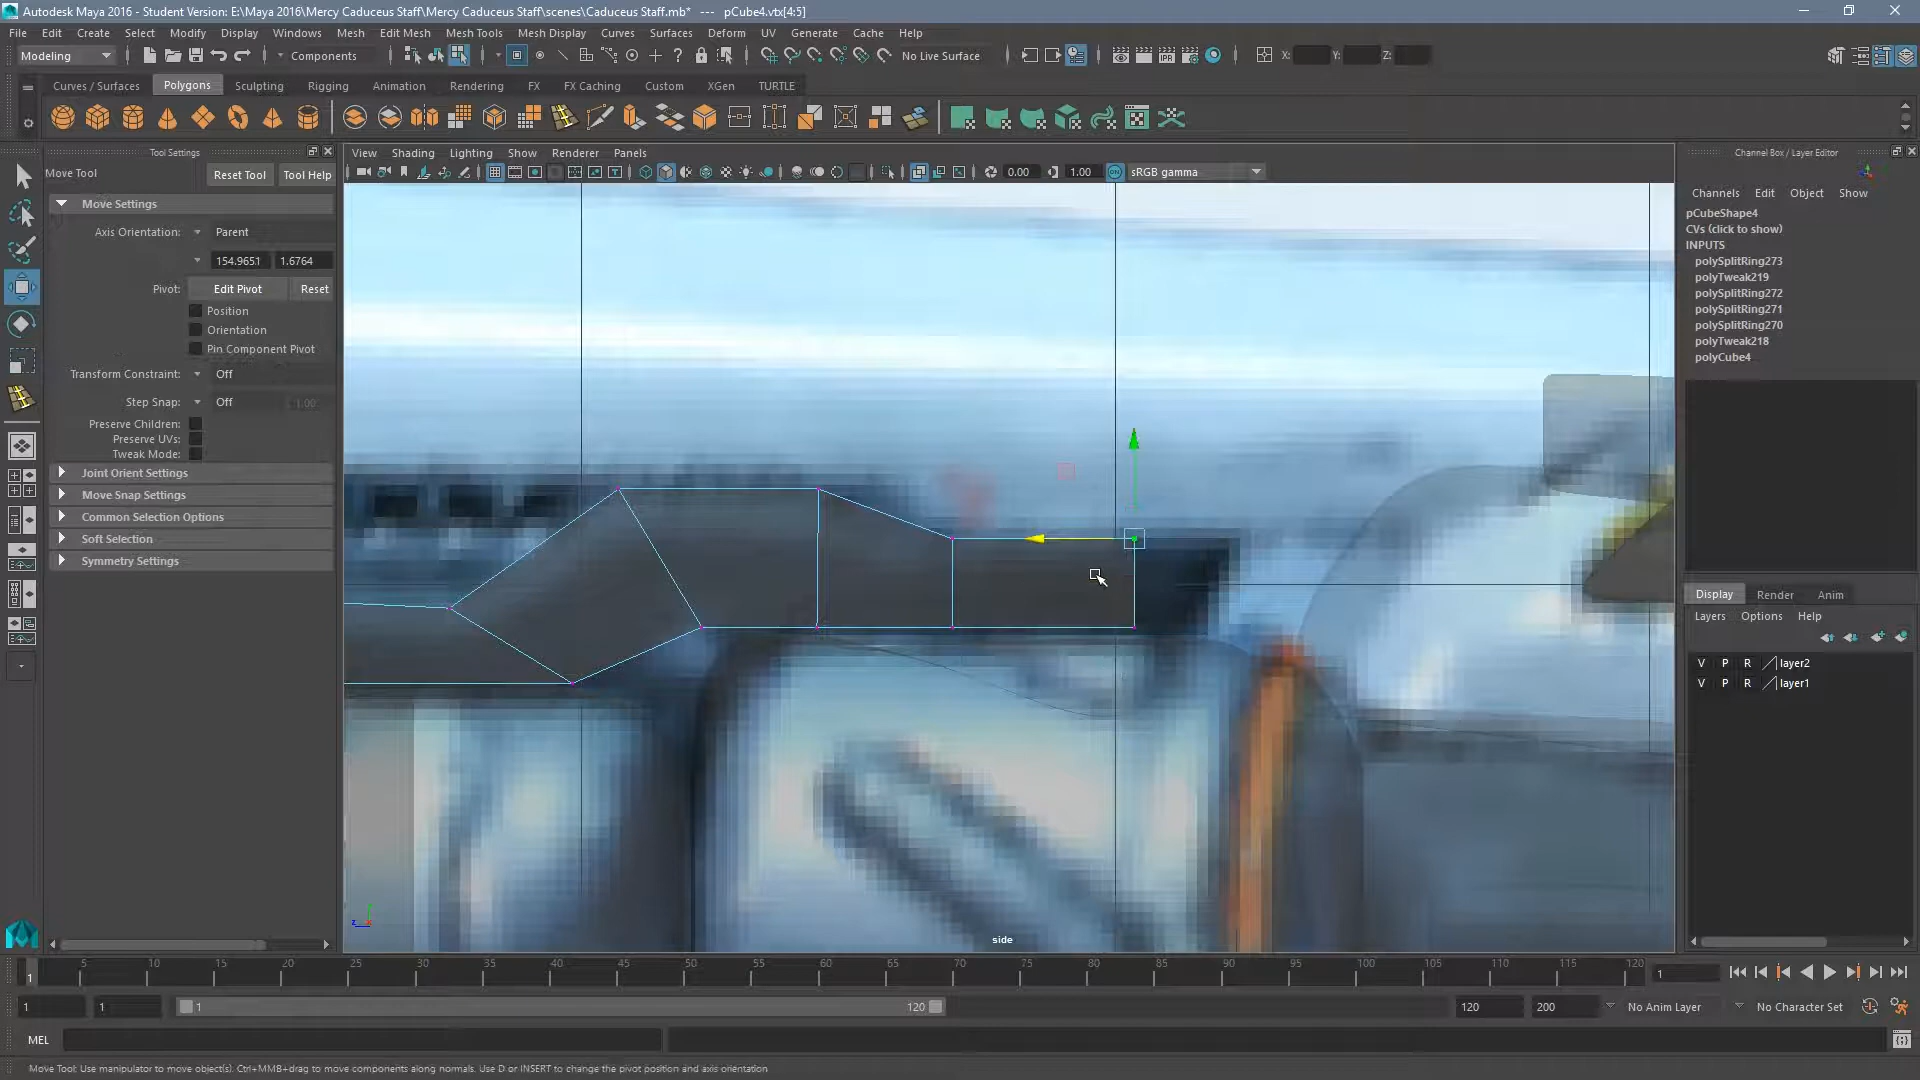 Autodesk Maya 2016 - Student Version: E:\Maya 2016\Mercy Caduceus Staff\Mercy Caduceus Staff\scenes\Caduceus Staff.mb* --- pCube4.vtx[4:5]
File Edit Create Select Modify Display Windows Mesh Edit Mesh Mesh Tools Mesh Display Curves Surfaces Deform UV Generate Cache Help
Modeling Components No Live Surface X: Y: Z:
Curves / Surfaces Polygons Sculpting Rigging Animation Rendering FX FX Caching Custom XGen TURTLE
Tool Settings
Move Tool Reset Tool Tool Help
Move Settings
Axis Orientation: Parent
154.9651 1.6764
Pivot: Edit Pivot Reset
Position
Orientation
Pin Component Pivot
Transform Constraint: Off
Step Snap: Off 1.00
Preserve Children:
Preserve UVs:
Tweak Mode:
Joint Orient Settings
Move Snap Settings
Common Selection Options
Soft Selection
Symmetry Settings
View Shading Lighting Show Renderer Panels
0.00 1.00 ON sRGB gamma
z
side
Channel Box / Layer Editor
Channels Edit Object Show
pCubeShape4
CVs (click to show)
INPUTS
polySplitRing273
polyTweak219
polySplitRing272
polySplitRing271
polySplitRing270
polyTweak218
polyCube4
Display Render Anim
Layers Options Help
V P R layer2
V P R layer1
1 5 10 15 20 25 30 35 40 45 50 55 60 65 70 75 80 85 90 95 100 105 110 115 120 1
1 1 1 120 120 200 No Anim Layer No Character Set
MEL
Move Tool: Use manipulator to move object(s). Ctrl+MMB+drag to move components along normals. Use D or INSERT to change the pivot position and axis orientation.